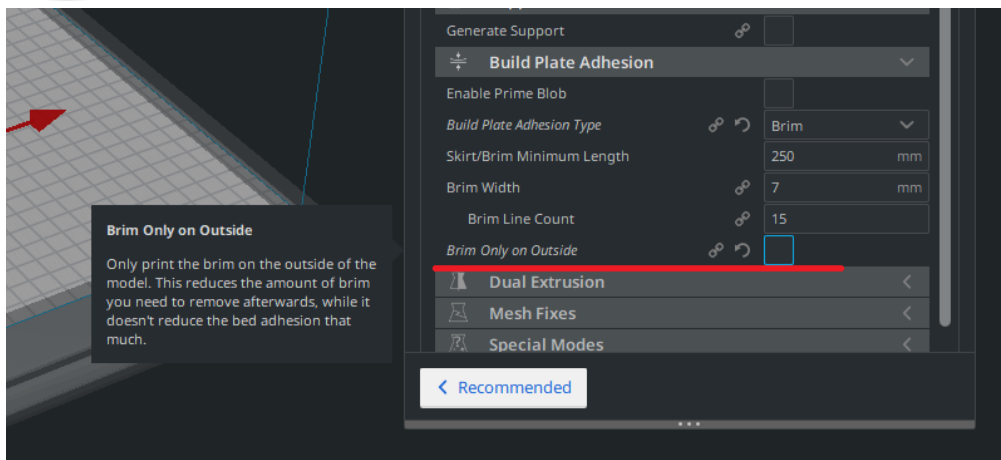 Generate Support
Build Plate Adhesion
Enable Prime Blob
Build Plate Adhesion Type Brim
Skirt/Brim Minimum Length 250 mm
Brim Width 7 mm
Brim Line Count 15
Brim Only on Outside
Brim Only on Outside
Only print the brim on the outside of the
model. This reduces the amount of brim
you need to remove afterwards, while it
doesn't reduce the bed adhesion that
much.
Dual Extrusion
Mesh Fixes
Special Modes
Recommended